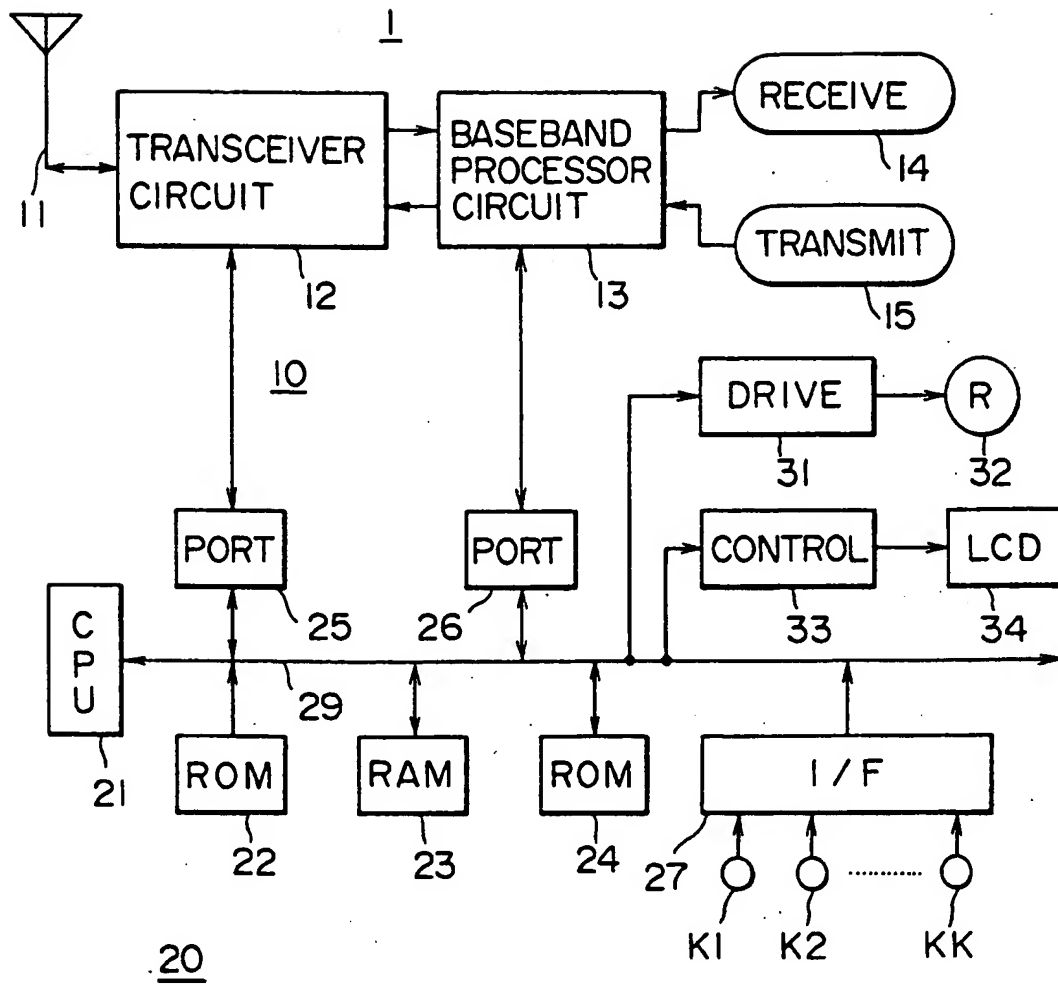 1
TRANSCEIVER
CIRCUIT
BASEBAND
PROCESSOR
CIRCUIT
RECEIVE
14
TRANSMIT
15
11
12
13
10
DRIVE
31
R
32
PORT
25
PORT
26
CONTROL
33
LCD
34
CPU
21
29
ROM
22
RAM
23
ROM
24
I/F
27
K1
K2
KK
20